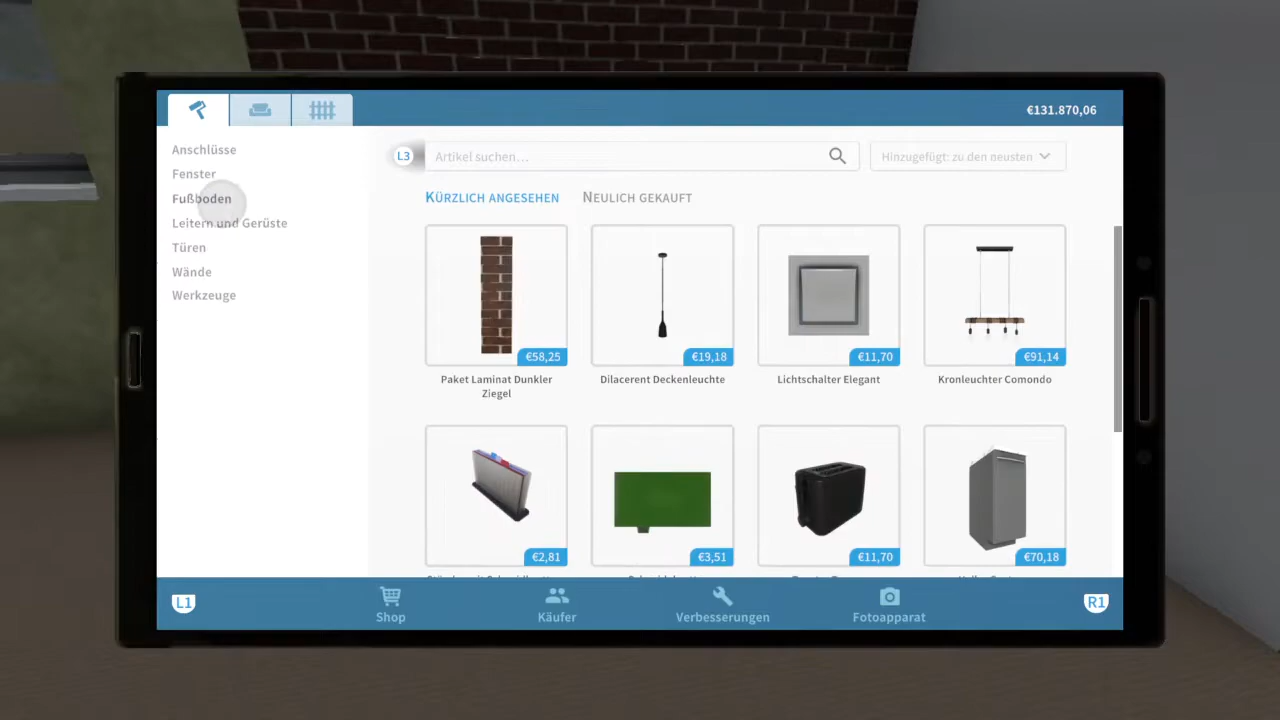 €131.870,06
Anschlüsse
Fenster
Fußboden
Leitern und Gerüste
Türen
Wände
Werkzeuge
L3
Artikel suchen...
Hinzugefügt: zu den neusten
KÜRZLICH ANGESEHEN
NEULICH GEKAUFT
€58,25
€19,18
€11,70
€91,14
Paket Laminat Dunkler
Ziegel
Dilacerent Deckenleuchte
Lichtschalter Elegant
Kronleuchter Comondo
€2,81
€3,51
€11,70
€70,18
L1
Shop
Käufer
Verbesserungen
Fotoapparat
R1